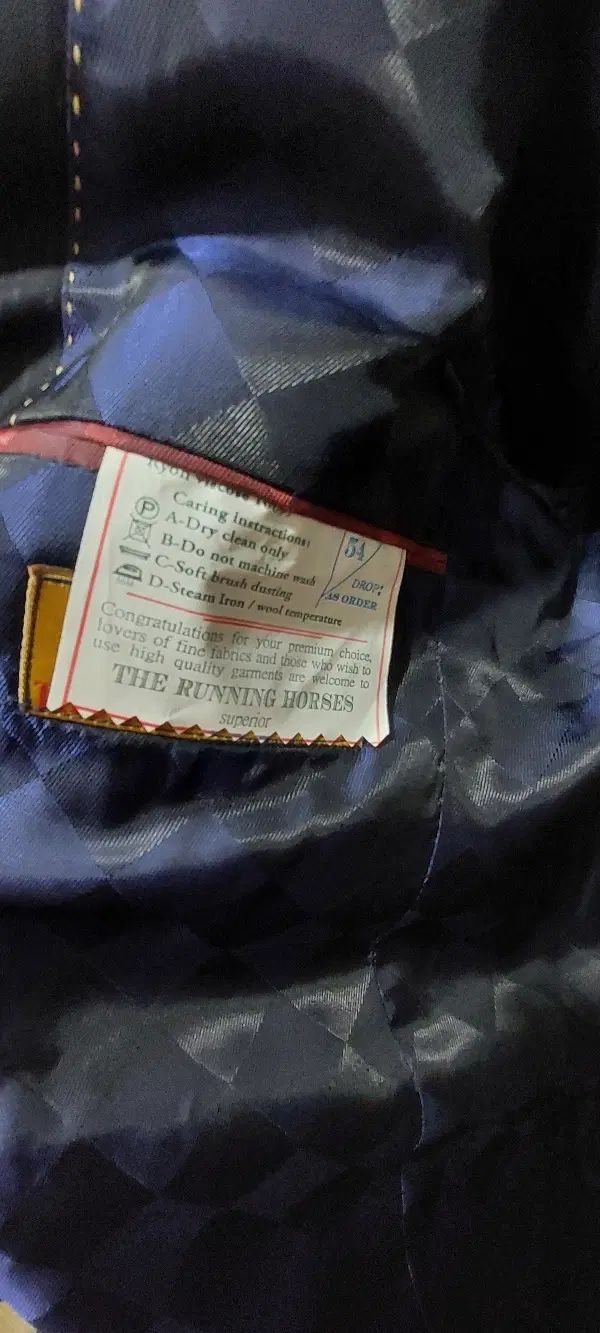 Caring instructions:
P
A-Dry clean only
B-Do not machine wash
C-Soft brush dusting
D-Steam Iron / wool temperature
54
DROP:
AS ORDER
Congratulations for your premium choice,
lovers of fine fabrics and those who wish to
use high quality garments are welcome to
THE RUNNING HORSES
superior